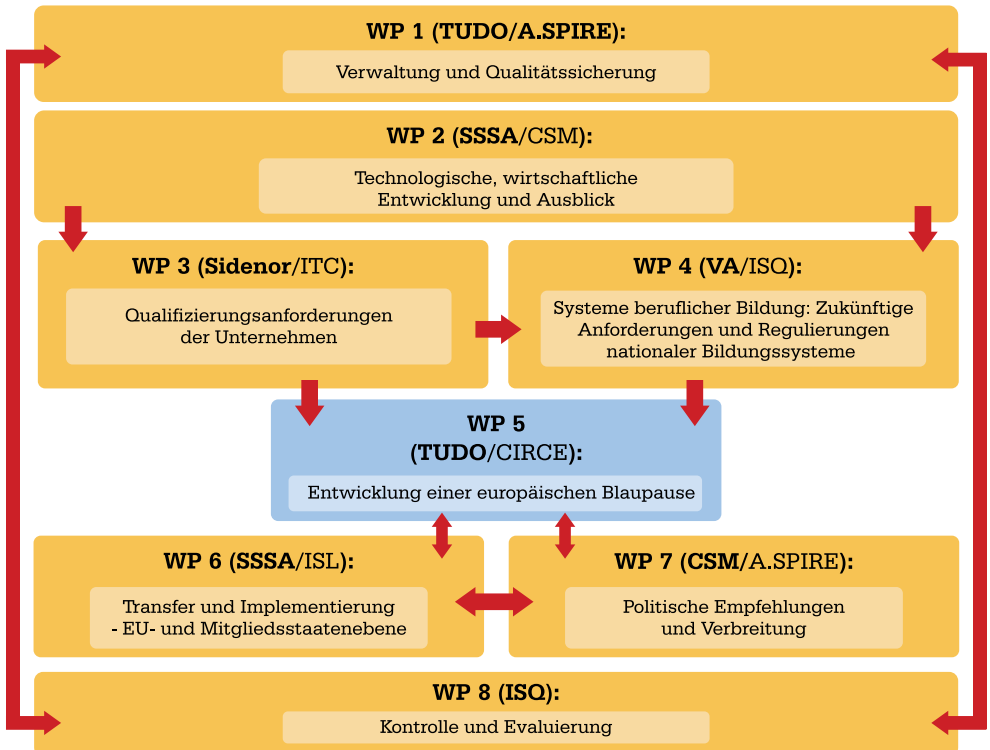 WP 1 (TUDO/A.SPIRE):
Verwaltung und Qualitätssicherung
WP 2 (SSSA/CSM):
Technologische, wirtschaftliche
Entwicklung und Ausblick
WP 3 (Sidenor/ITC):
Qualifizierungsanforderungen
der Unternehmen
WP 4 (VA/ISQ):
Systeme beruflicher Bildung: Zukünftige
Anforderungen und Regulierungen
nationaler Bildungssysteme
WP 5
(TUDO/CIRCE):
Entwicklung einer europäischen Blaupause
WP 6 (SSSA/ISL):
Transfer und Implementierung
- EU- und Mitgliedsstaatenebene
WP 7 (CSM/A.SPIRE):
Politische Empfehlungen
und Verbreitung
WP 8 (ISQ):
Kontrolle und Evaluierung